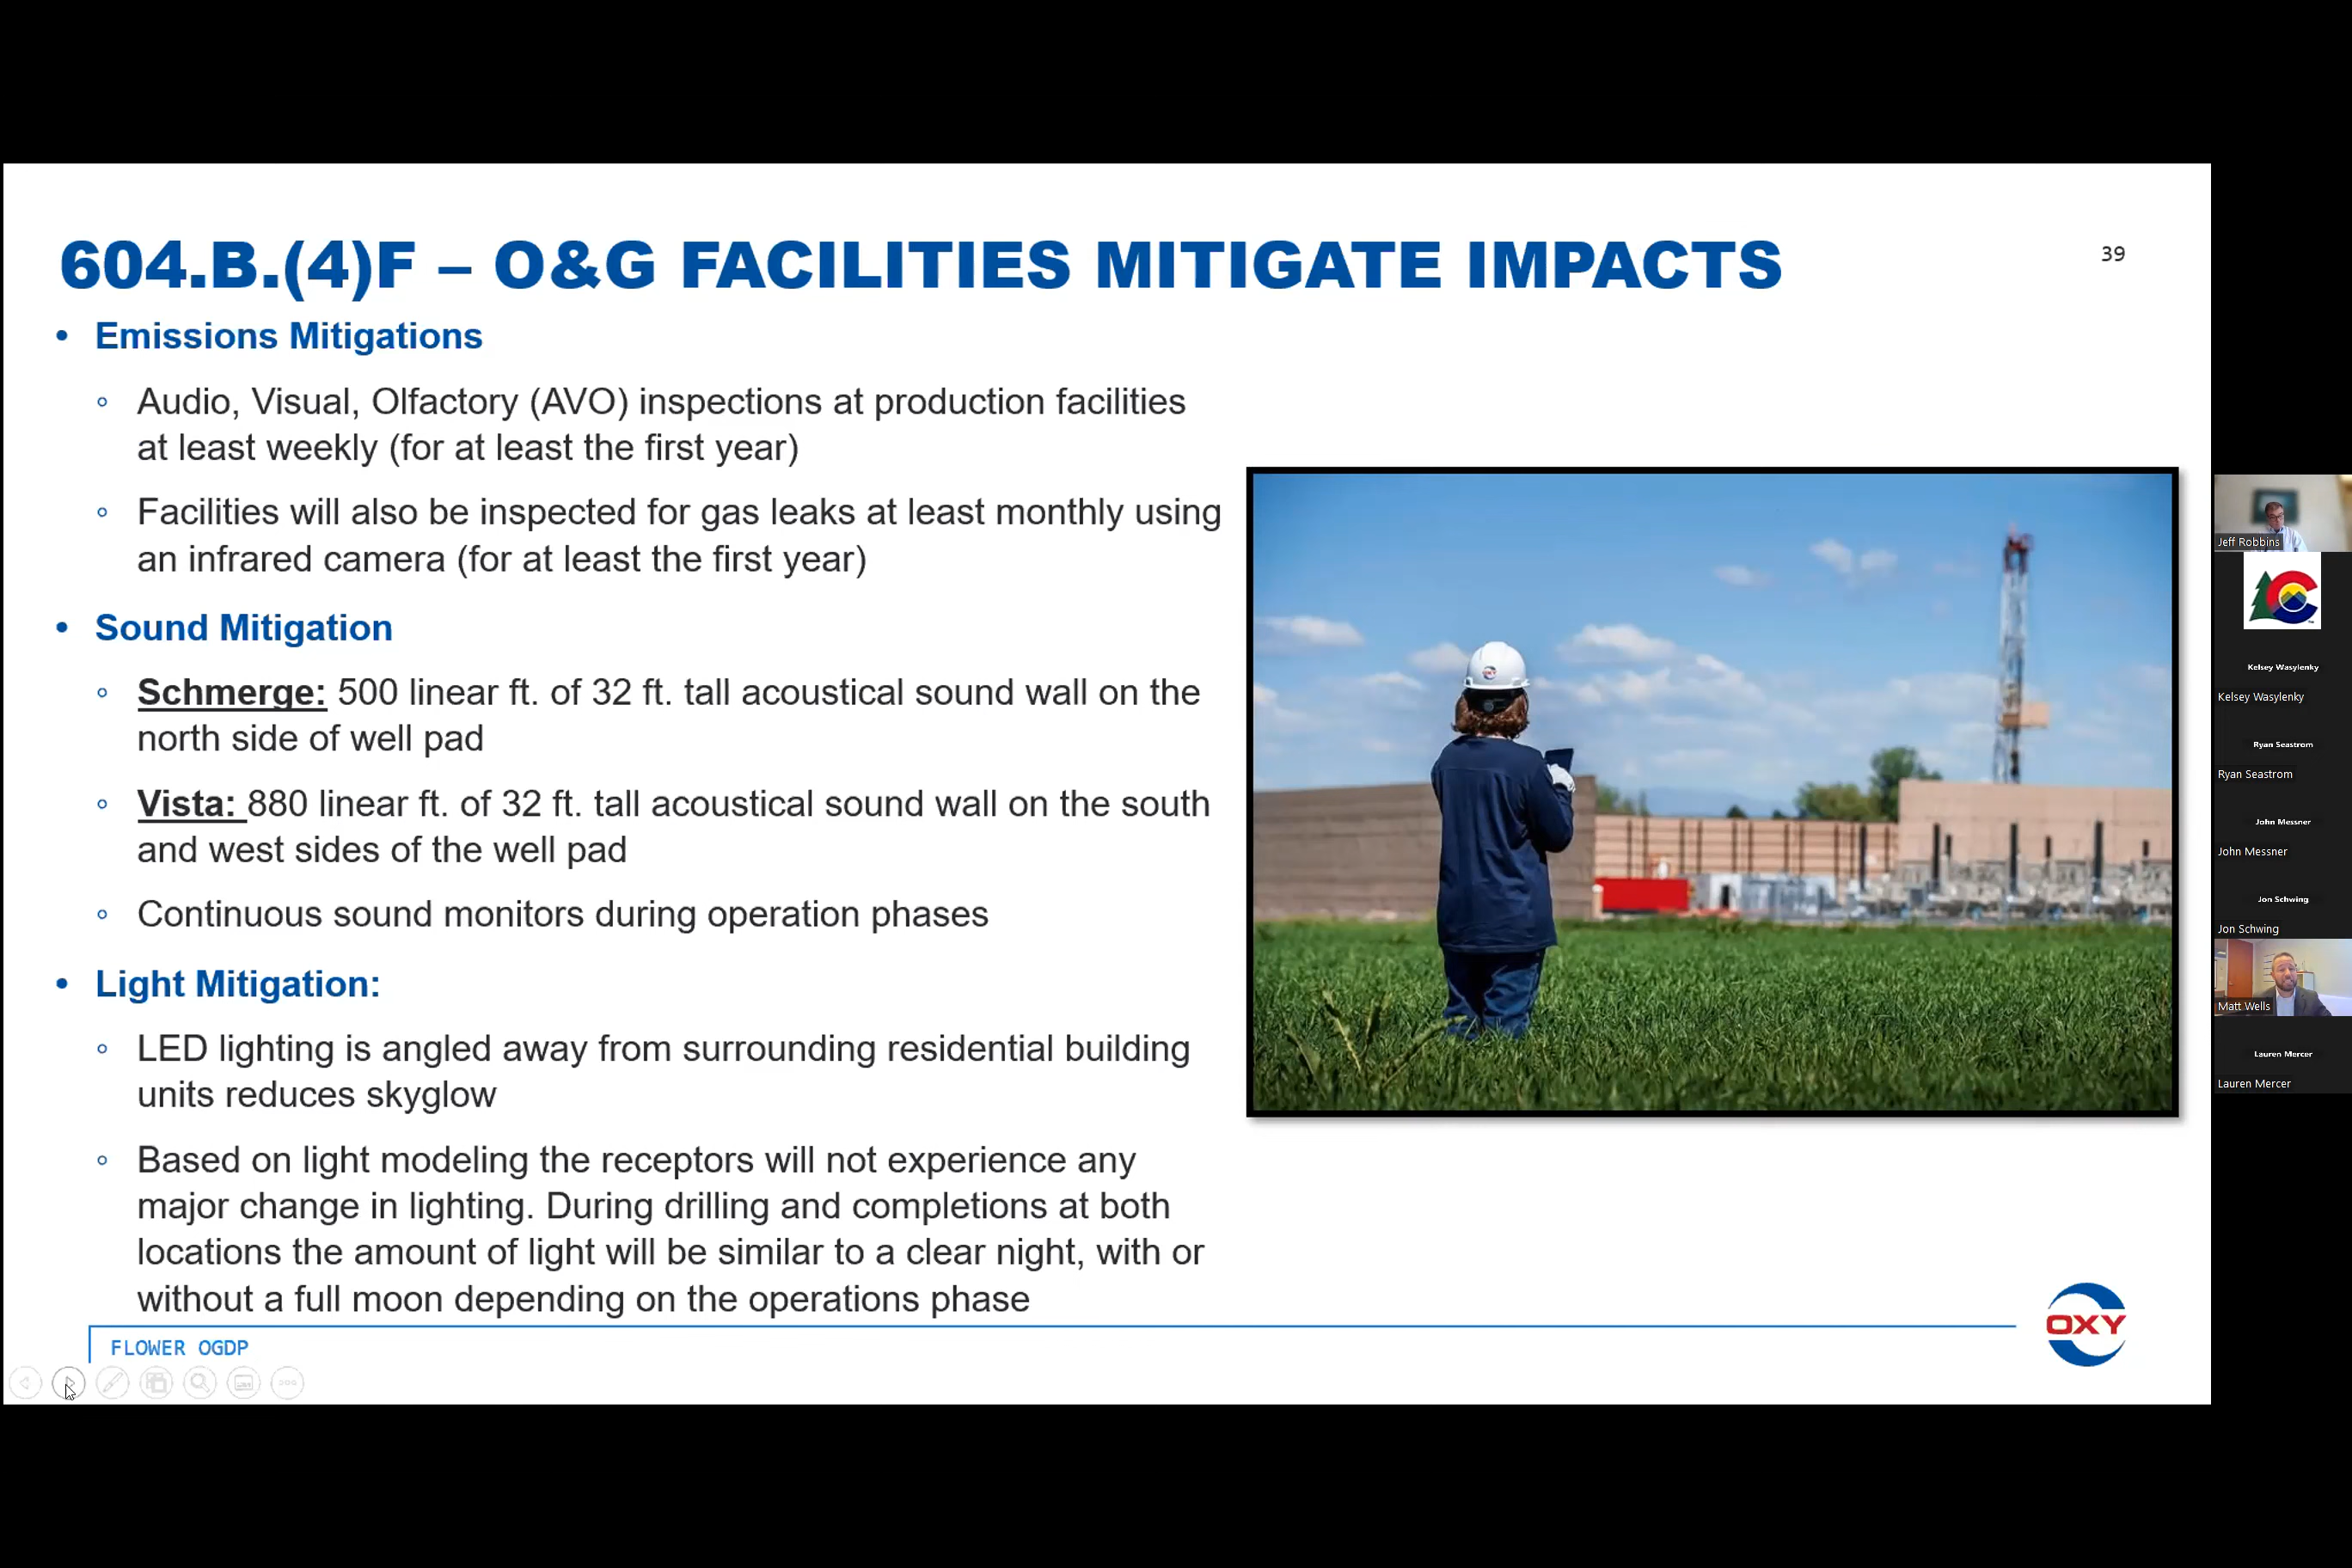 604.B.(4)F – O&G FACILITIES MITIGATE IMPACTS
39
• Emissions Mitigations
Audio, Visual, Olfactory (AVO) inspections at production facilities
at least weekly (for at least the first year)
Facilities will also be inspected for gas leaks at least monthly using
an infrared camera (for at least the first year)
• Sound Mitigation
Schmerge: 500 linear ft. of 32 ft. tall acoustical sound wall on the
north side of well pad
Vista: 880 linear ft. of 32 ft. tall acoustical sound wall on the south
and west sides of the well pad
Continuous sound monitors during operation phases
• Light Mitigation:
LED lighting is angled away from surrounding residential building
units reduces skyglow
Based on light modeling the receptors will not experience any
major change in lighting. During drilling and completions at both
locations the amount of light will be similar to a clear night, with or
without a full moon depending on the operations phase
FLOWER OGDP
OXY
Jeff Robbins
Kelsey Wasylenky
Kelsey Wasylenky
Ryan Seastrom
Ryan Seastrom
John Messner
John Messner
Jon Schwing
Jon Schwing
Matt Wells
Lauren Mercer
Lauren Mercer